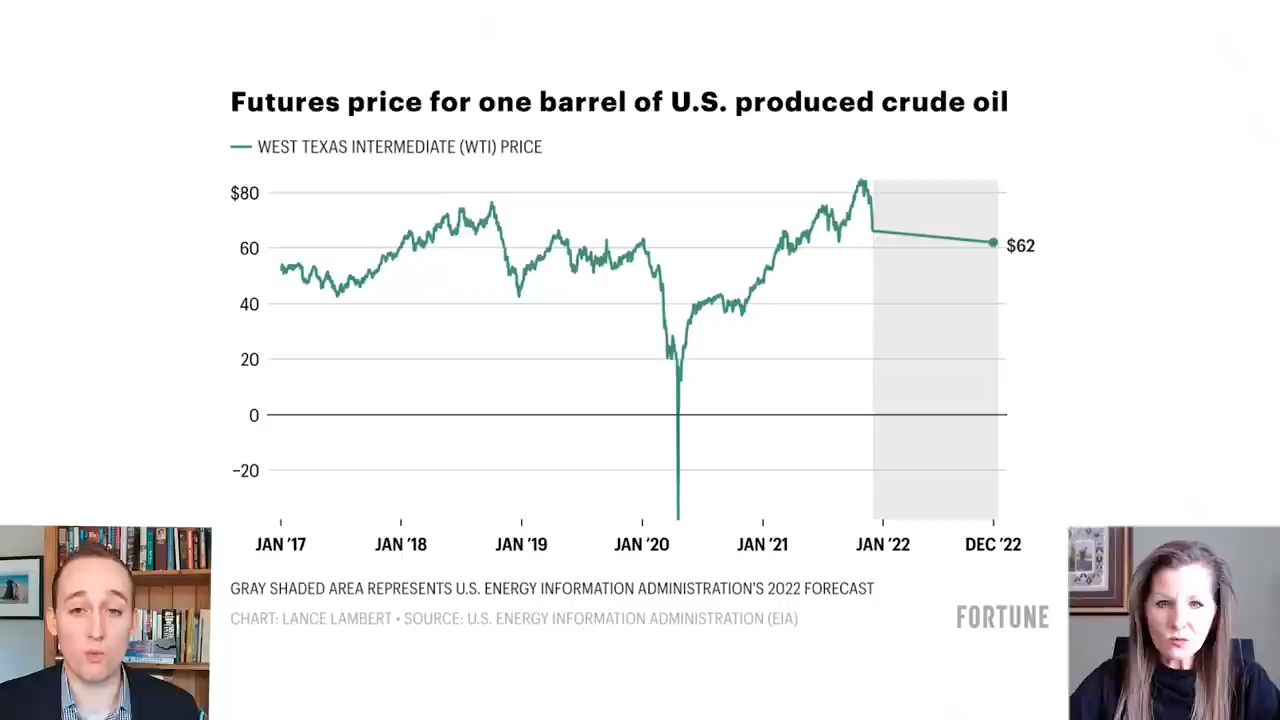 Futures price for one barrel of U.S. produced crude oil
WEST TEXAS INTERMEDIATE (WTI) PRICE
$80
60
40
20
0
−20
$62
JAN ’17 JAN ’18 JAN ’19 JAN ’20 JAN ’21 JAN ’22 DEC ’22
GRAY SHADED AREA REPRESENTS U.S. ENERGY INFORMATION ADMINISTRATION’S 2022 FORECAST
CHART: LANCE LAMBERT • SOURCE: U.S. ENERGY INFORMATION ADMINISTRATION (EIA)
FORTUNE